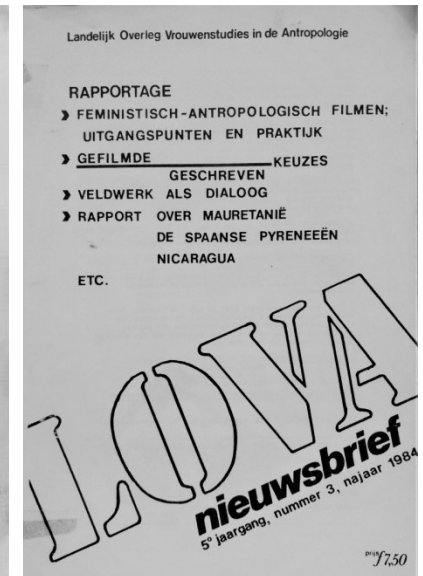 Landelijk Overleg Vrouwenstudies in de Antropologie
RAPPORTAGE
❯ FEMINISTISCH-ANTROPOLOGISCH FILMEN;
UITGANGSPUNTEN EN PRAKTIJK
❯ GEFILMDE KEUZES
GESCHREVEN
❯ VELDWERK ALS DIALOOG
❯ RAPPORT OVER MAURETANIË
DE SPAANSE PYRENEEËN
NICARAGUA
ETC.
LOVA
nieuwsbrief
5e jaargang, nummer 3, najaar 1984
prijs ƒ7,50